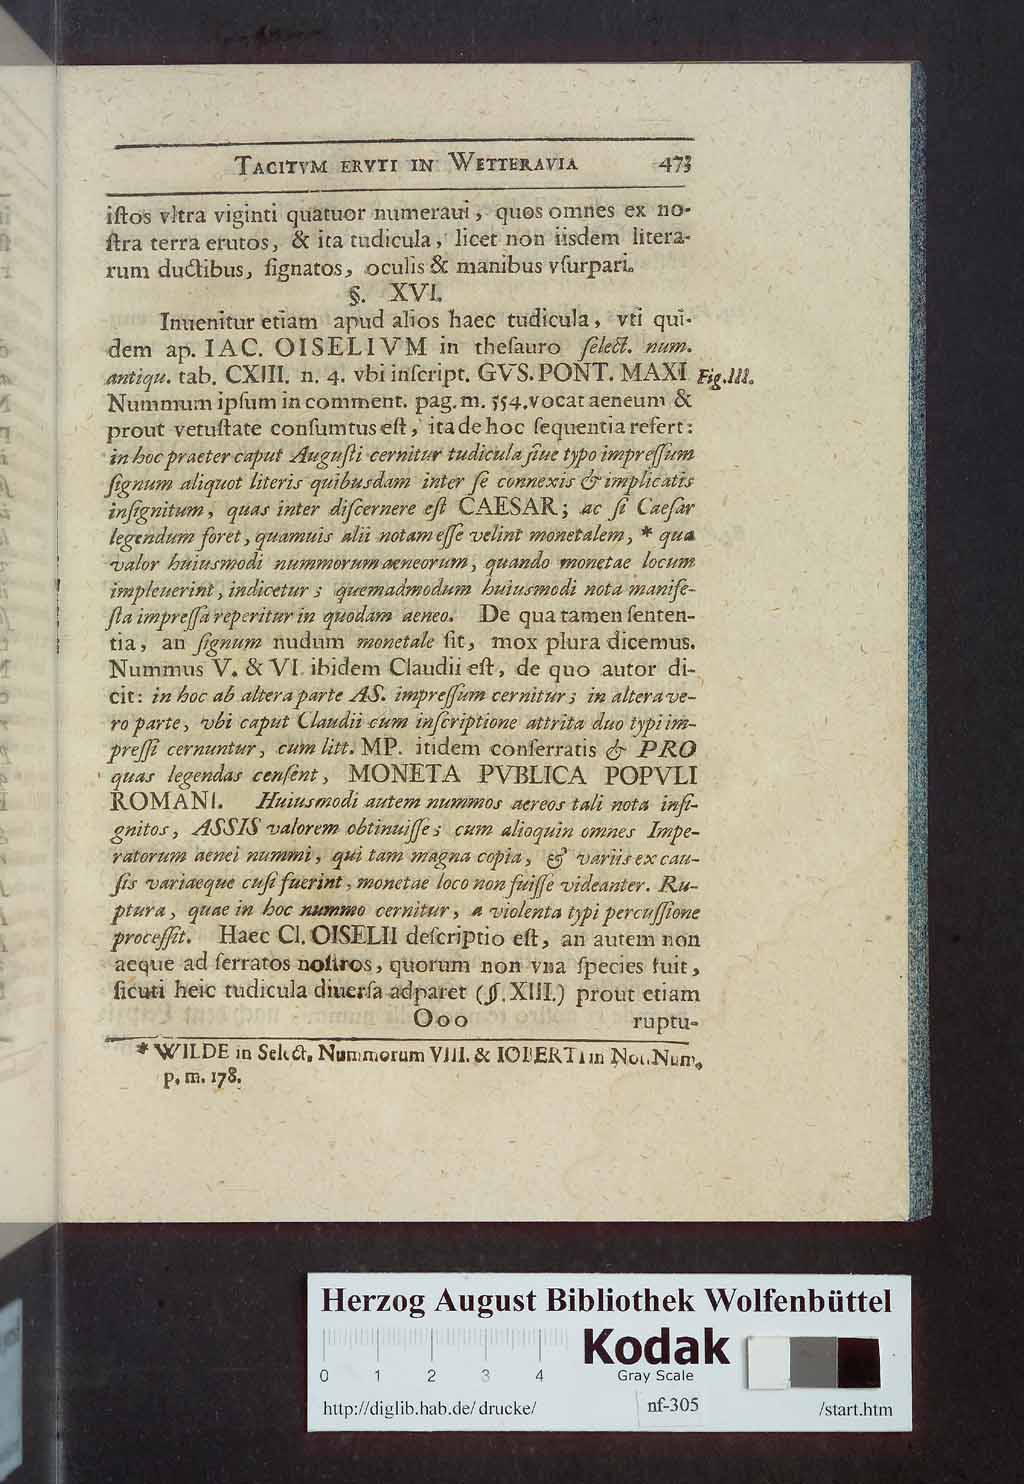 TACITVM ERVTI IN WETTERAVIA 473
iſtos vltra viginti quatuor numeraui, quos omnes ex no-
ſtra terra erutos, & ita tudicula, licet non iisdem litera-
rum ductibus, ſignatos, oculis & manibus vſurpari.
§. XVI.
Inuenitur etiam apud alios haec tudicula, vti qui-
dem ap. IAC. OISELIVM in theſauro ſelect. num.
antiqu. tab. CXIII. n. 4. vbi inſcript. GVS. PONT. MAXI Fig. III.
Nummum ipſum in comment. pag. m. 554. vocat aeneum &
prout vetuſtate conſumtus eſt, ita de hoc ſequentia refert:
in hoc praeter caput Auguſti cernitur tudicula ſiue typo impreſſum
ſignum aliquot literis quibusdam inter ſe connexis & implicatis
inſignitum, quas inter diſcernere eſt CAESAR; ac ſi Caeſar
legendum foret, quamuis alii notam eſſe velint monetalem, * qua
valor huiusmodi nummorum aeneorum, quando monetae locum
impleuerint, indicetur; quemadmodum huiusmodi nota manife-
ſta impreſſa reperitur in quodam aeneo. De qua tamen ſenten-
tia, an ſignum nudum monetale ſit, mox plura dicemus.
Nummus V. & VI. ibidem Claudii eſt, de quo autor di-
cit: in hoc ab altera parte AS. impreſſum cernitur; in altera ve-
ro parte, vbi caput Claudii cum inſcriptione attrita duo typi im-
preſſi cernuntur, cum litt. MP. itidem conſerratis & PRO
quas legendas cenſent, MONETA PVBLICA POPVLI
ROMANI. Huiusmodi autem nummos aereos tali nota inſi-
gnitos, ASSIS valorem obtinuiſſe; cum alioquin omnes Impe-
ratorum aenei nummi, qui tam magna copia, & variis ex cau-
ſis variaeque cuſi fuerint, monetae loco non fuiſſe videanter. Ru-
ptura, quae in hoc nummo cernitur, a violenta typi percuſſione
proceſſit. Haec Cl. OISELII deſcriptio eſt, an autem non
aeque ad ferratos noſtros, quorum non vna ſpecies fuit,
ſicuti heic tudicula diuerſa adparet (ſſ. XIII.) prout etiam
Ooo ruptu-
* WILDE in Select. Nummorum VIII. & IOBERT in Not. Num.
p. m. 178.
Herzog August Bibliothek Wolfenbüttel
0 1 2 3 4
Kodak
Gray Scale
http://diglib.hab.de/drucke/ nf-305 /start.htm